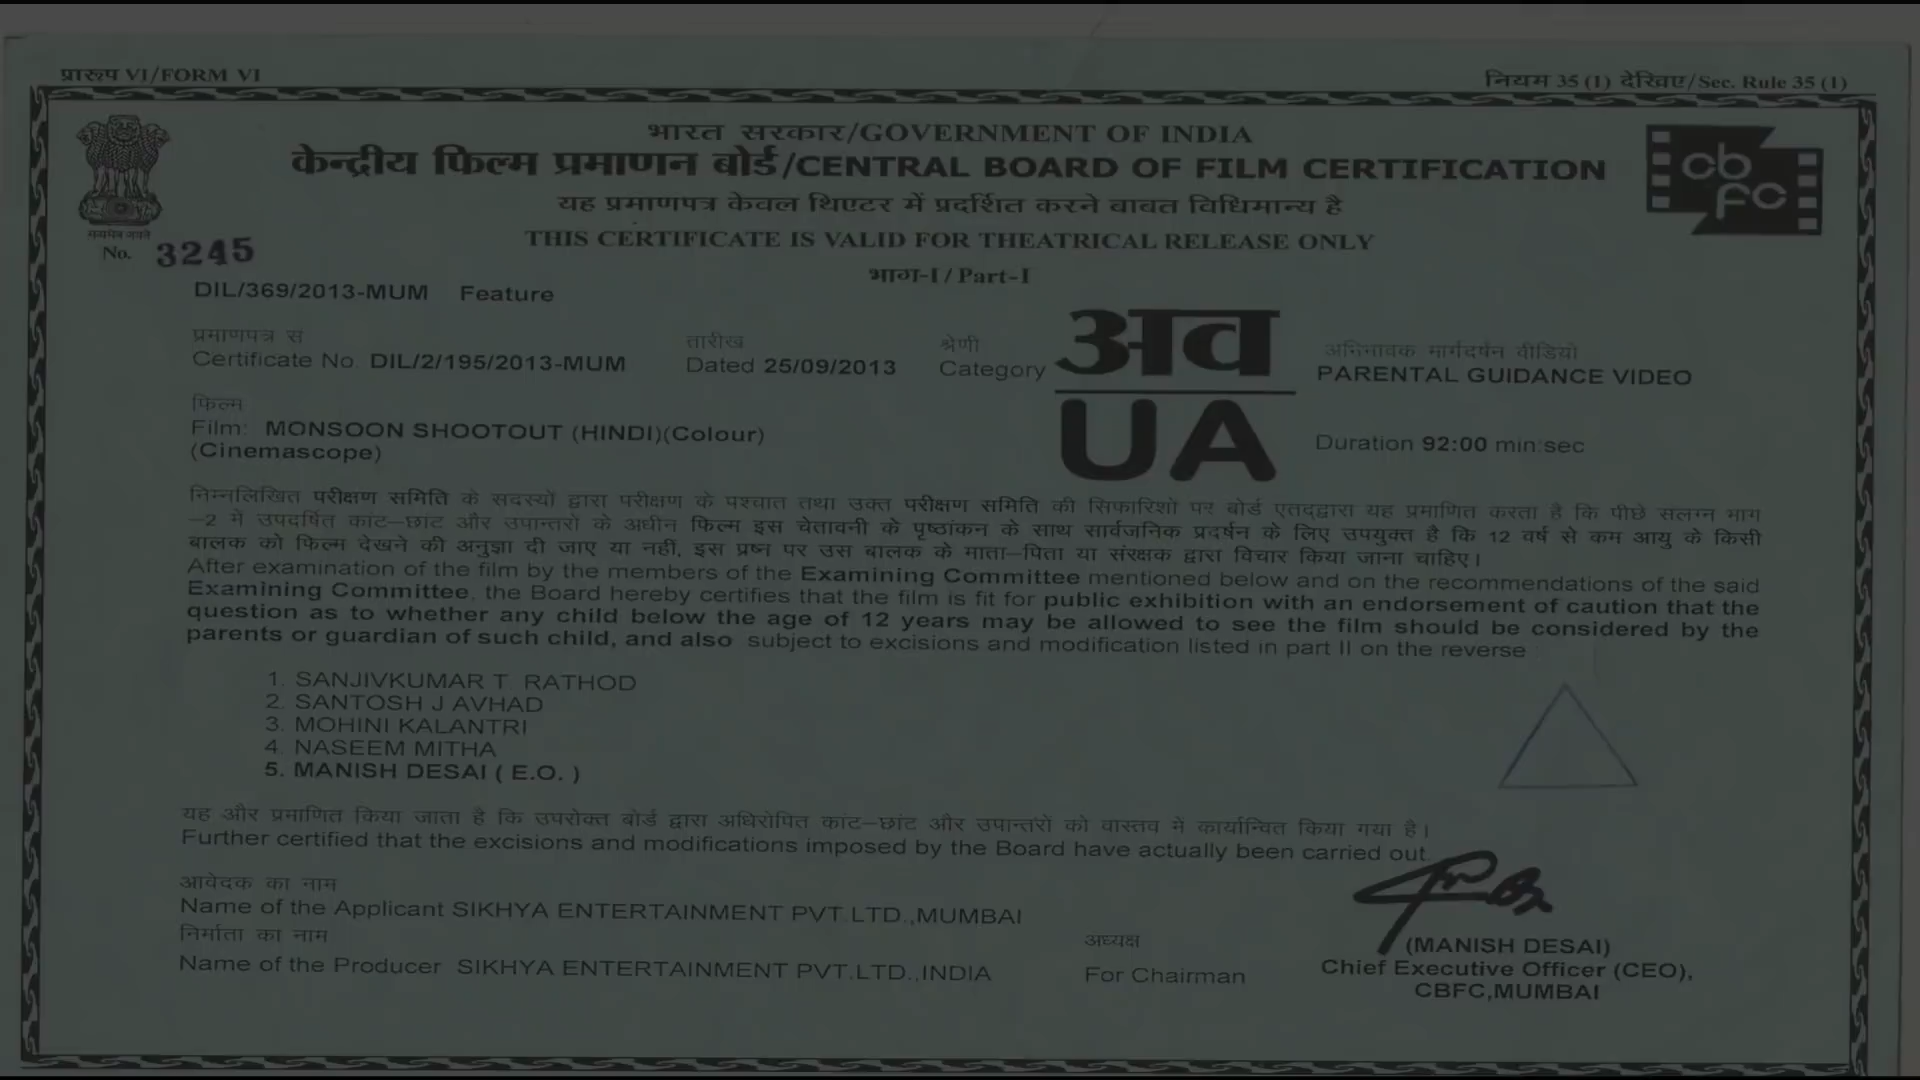 प्रारूप VI/FORM VI
नियम 35 (1) देखिए/Sec. Rule 35 (1)
भारत सरकार/GOVERNMENT OF INDIA
केन्द्रीय फिल्म प्रमाणन बोर्ड/CENTRAL BOARD OF FILM CERTIFICATION
cbfc
यह प्रमाणपत्र केवल थिएटर में प्रदर्शित करने बावत विधिमान्य है
सत्यमेव जयते
THIS CERTIFICATE IS VALID FOR THEATRICAL RELEASE ONLY
No. 3245
भाग-I / Part-I
DIL/369/2013-MUM Feature
प्रमाणपत्र स
तारीख
श्रेणी
अव
अभिनावक मार्गदर्षन वीडियो
Certificate No. DIL/2/195/2013-MUM
Dated 25/09/2013
Category
PARENTAL GUIDANCE VIDEO
फिल्म
UA
Film: MONSOON SHOOTOUT (HINDI)(Colour)
(Cinemascope)
Duration 92:00 min:sec
निम्नलिखित परीक्षण समिति के सदस्यों द्वारा परीक्षण के पश्वात तथा उक्त परीक्षण समिति की सिफारिशों पर बोर्ड एतद्द्वारा यह प्रमाणित करता है कि पीछे सलग्न भाग
-2 में उपदर्षित कांट-छांट और उपान्तरों के अधीन फिल्म इस चेतावनी के पृष्ठांकन के साथ सार्वजनिक प्रदर्षन के लिए उपयुक्त है कि 12 वर्ष से कम आयु के किसी
बालक को फिल्म देखने की अनुज्ञा दी जाए या नहीं, इस प्रष्न पर उस बालक के माता-पिता या संरक्षक द्वारा विचार किया जाना चाहिए।
After examination of the film by the members of the Examining Committee mentioned below and on the recommendations of the said
Examining Committee, the Board hereby certifies that the film is fit for public exhibition with an endorsement of caution that the
question as to whether any child below the age of 12 years may be allowed to see the film should be considered by the
parents or guardian of such child, and also subject to excisions and modification listed in part II on the reverse
1. SANJIVKUMAR T. RATHOD
2. SANTOSH J AVHAD
3. MOHINI KALANTRI
4. NASEEM MITHA
5. MANISH DESAI ( E.O. )
यह और प्रमाणित किया जाता है कि उपरोक्त बोर्ड द्वारा अधिरोपित कांट-छांट और उपान्तरों को वास्तव में कार्यान्वित किया गया है।
Further certified that the excisions and modifications imposed by the Board have actually been carried out.
आवेदक का नाम
Name of the Applicant SIKHYA ENTERTAINMENT PVT.LTD.,MUMBAI
निर्माता का नाम
Name of the Producer SIKHYA ENTERTAINMENT PVT.LTD.,INDIA
अध्यक्ष
For Chairman
(MANISH DESAI)
Chief Executive Officer (CEO),
CBFC,MUMBAI